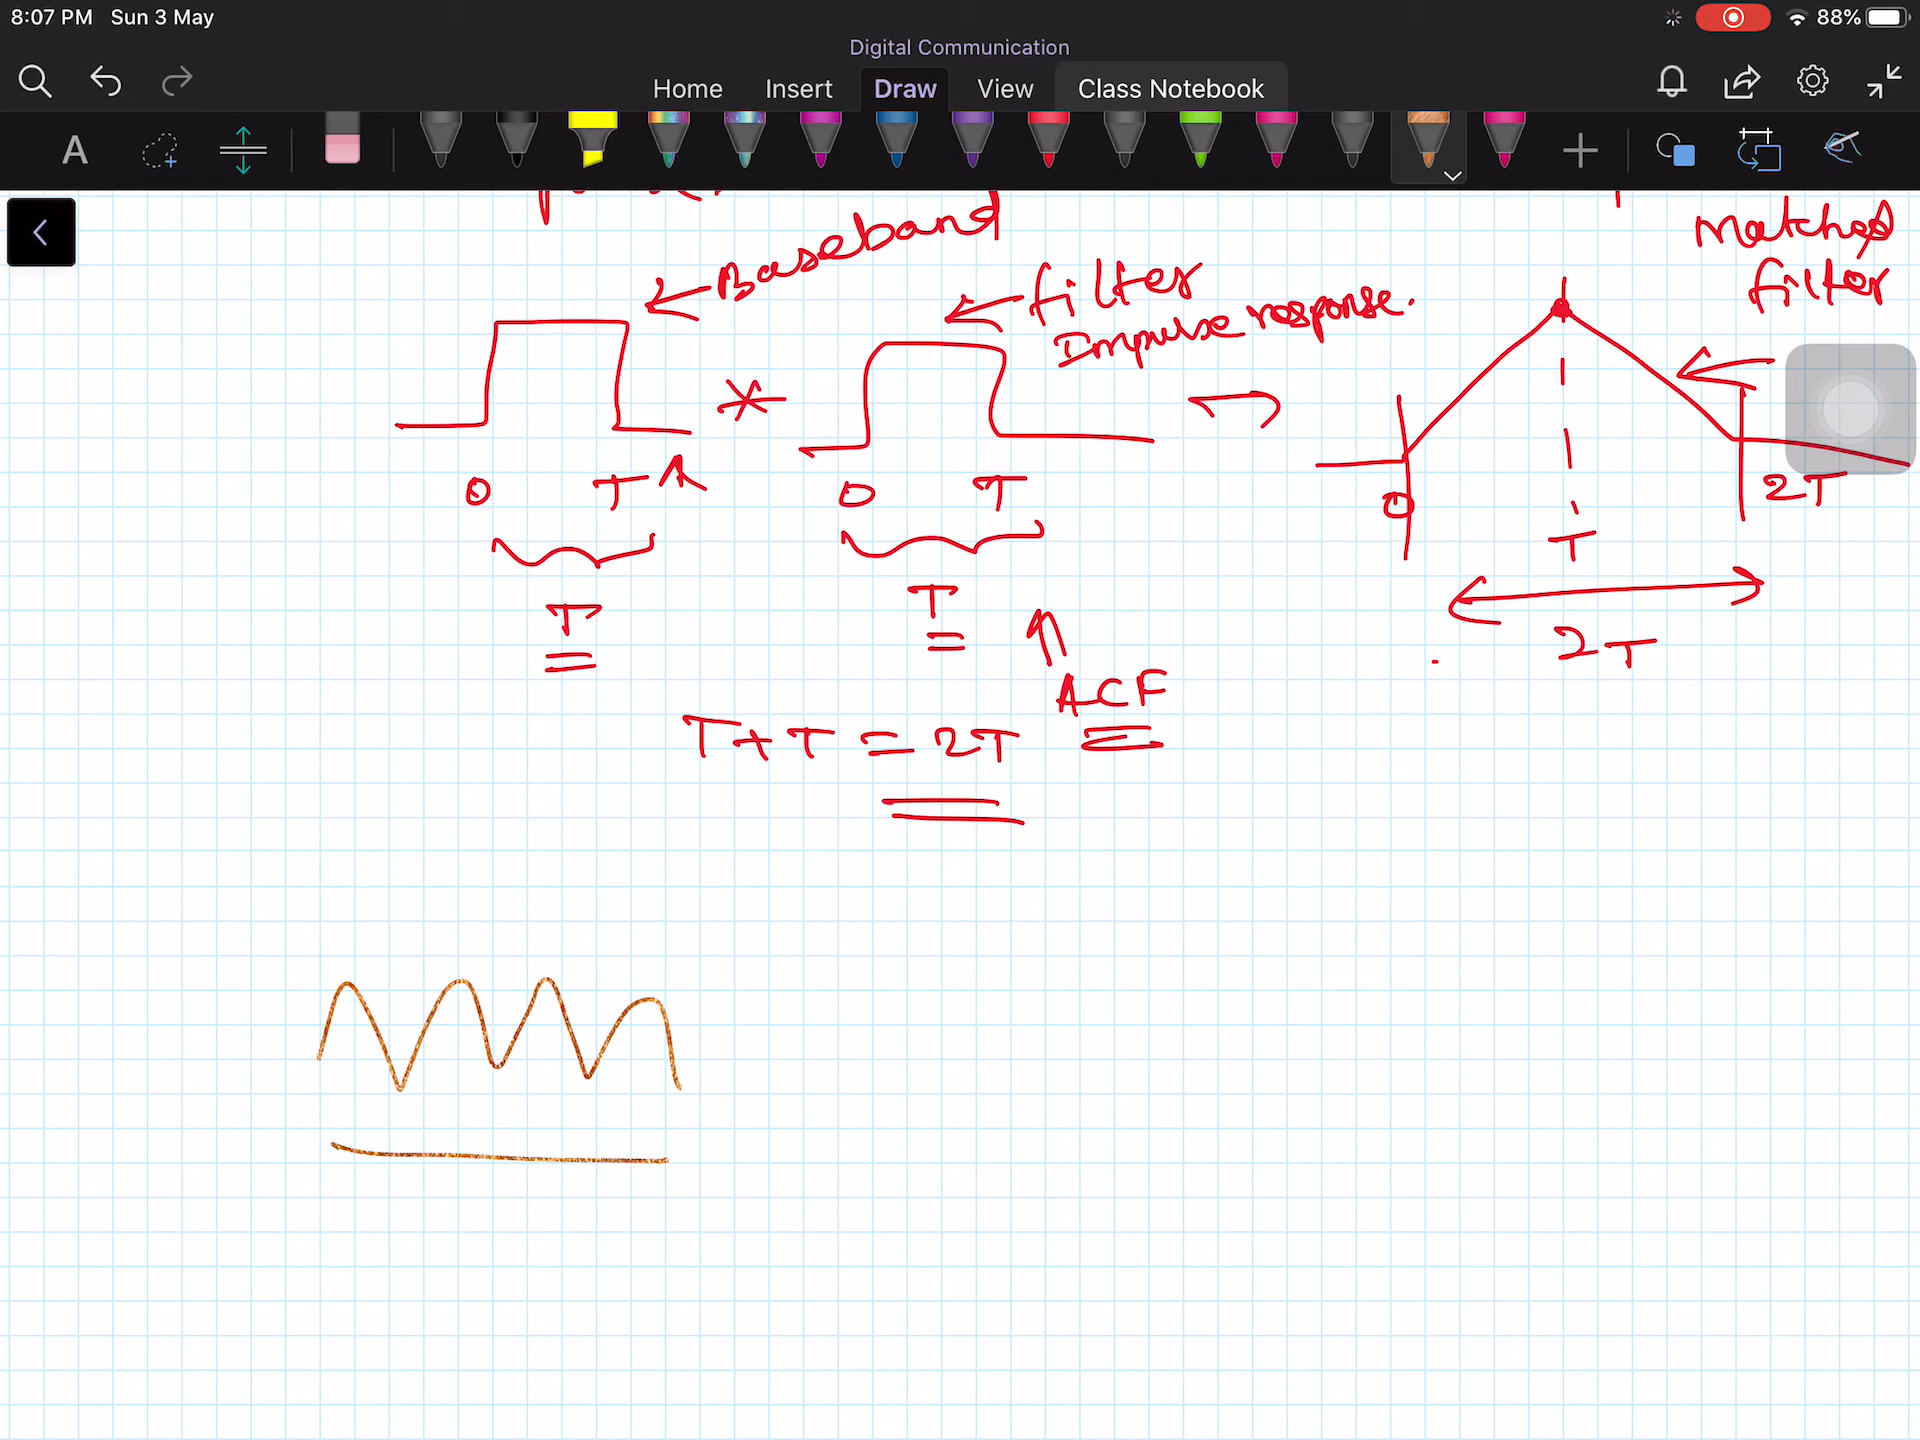 8:07 PM Sun 3 May
88%
Digital Communication
Home Insert Draw View Class Notebook
A
Baseband
filter
Impulse response.
Matched
filter
*
0 T
0 T
0
T
2T
T
T
2T
ACF
T+T = 2T